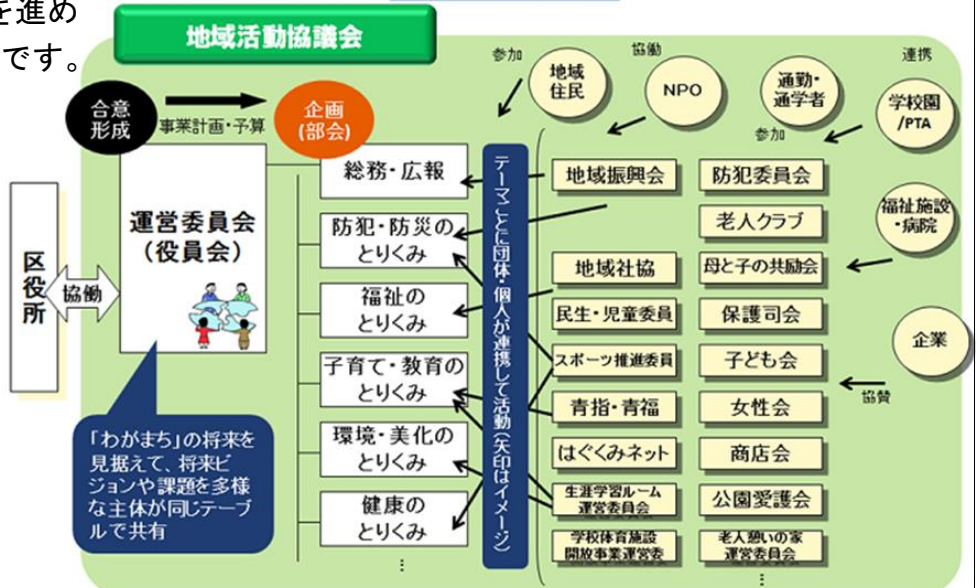 を進め
です。
地域活動協議会
合意
形成
事業計画・予算
企画
(部会)
参加
地域
住民
協働
NPO
通勤・
通学者
参加
連携
学校園
/PTA
福祉施設
・病院
企業
協賛
区役所
協働
運営委員会
(役員会)
総務・広報
防犯・防災の
とりくみ
福祉の
とりくみ
子育て・教育の
とりくみ
環境・美化の
とりくみ
健康の
とりくみ
⋮
テーマごとに団体・個人が連携して活動(矢印はイメージ)
地域振興会
地域社協
民生・児童委員
スポーツ推進委員
青指・青福
はぐくみネット
生涯学習ルーム
運営委員会
学校体育施設
開放事業運営委
防犯委員会
老人クラブ
母と子の共励会
保護司会
子ども会
女性会
商店会
公園愛護会
老人憩いの家
運営委員会
⋮
「わがまち」の将来を
見据えて、将来ビ
ジョンや課題を多様
な主体が同じテーブ
ルで共有